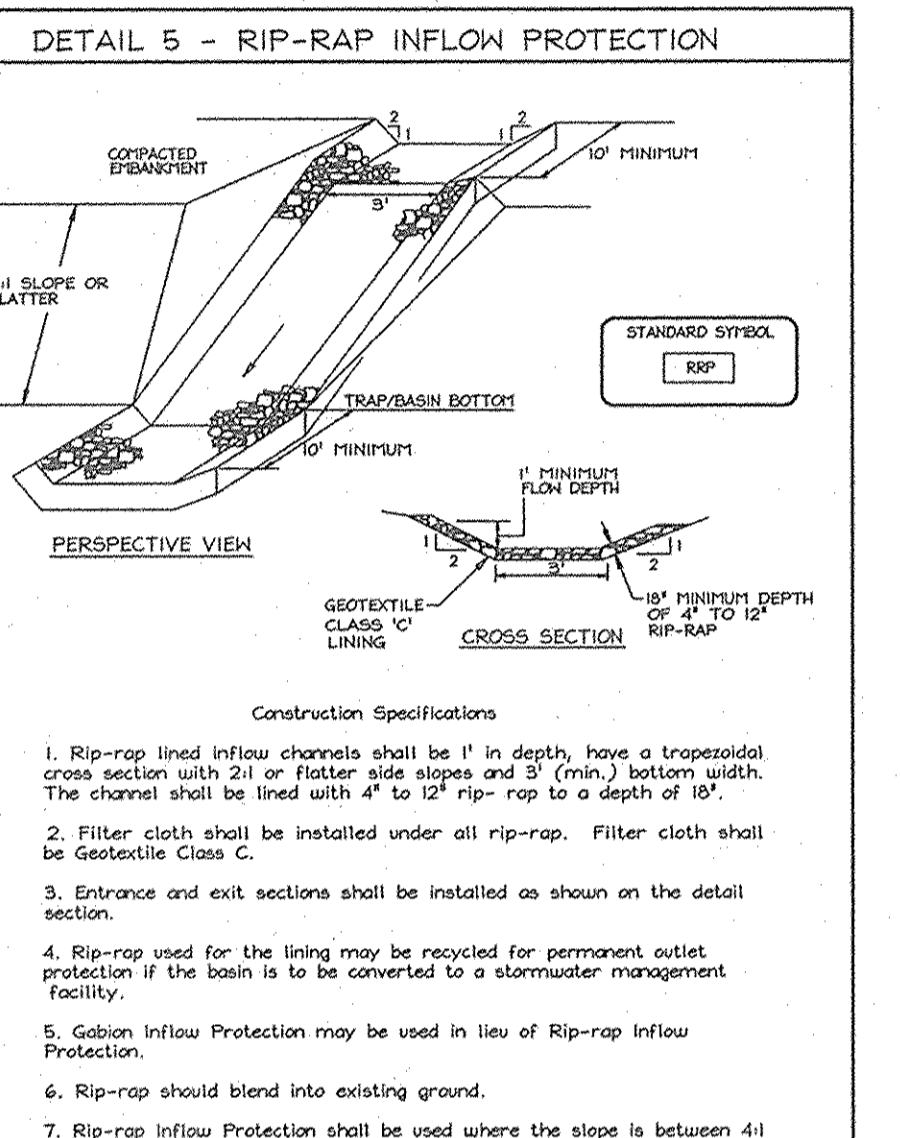 DETAIL 5 - RIP-RAP INFLOW PROTECTION
2
1
1
2
COMPACTED
EMBANKMENT
10' MINIMUM
3'
:1 SLOPE OR
LATTER
STANDARD SYMBOL
RRP
TRAP/BASIN BOTTOM
10' MINIMUM
1' MINIMUM
FLOW DEPTH
PERSPECTIVE VIEW
1
2
3'
1
2
GEOTEXTILE
CLASS 'C'
LINING
18" MINIMUM DEPTH
OF 4" TO 12"
RIP-RAP
CROSS SECTION
Construction Specifications
1. Rip-rap lined inflow channels shall be 1' in depth, have a trapezoidal
cross section with 2:1 or flatter side slopes and 3' (min.) bottom width.
The channel shall be lined with 4" to 12" rip- rap to a depth of 18".
2. Filter cloth shall be installed under all rip-rap. Filter cloth shall
be Geotextile Class C.
3. Entrance and exit sections shall be installed as shown on the detail
section.
4. Rip-rap used for the lining may be recycled for permanent outlet
protection if the basin is to be converted to a stormwater management
facility.
5. Gabion Inflow Protection may be used in lieu of Rip-rap Inflow
Protection.
6. Rip-rap should blend into existing ground.
7. Rip-rap Inflow Protection shall be used where the slope is between 4:1